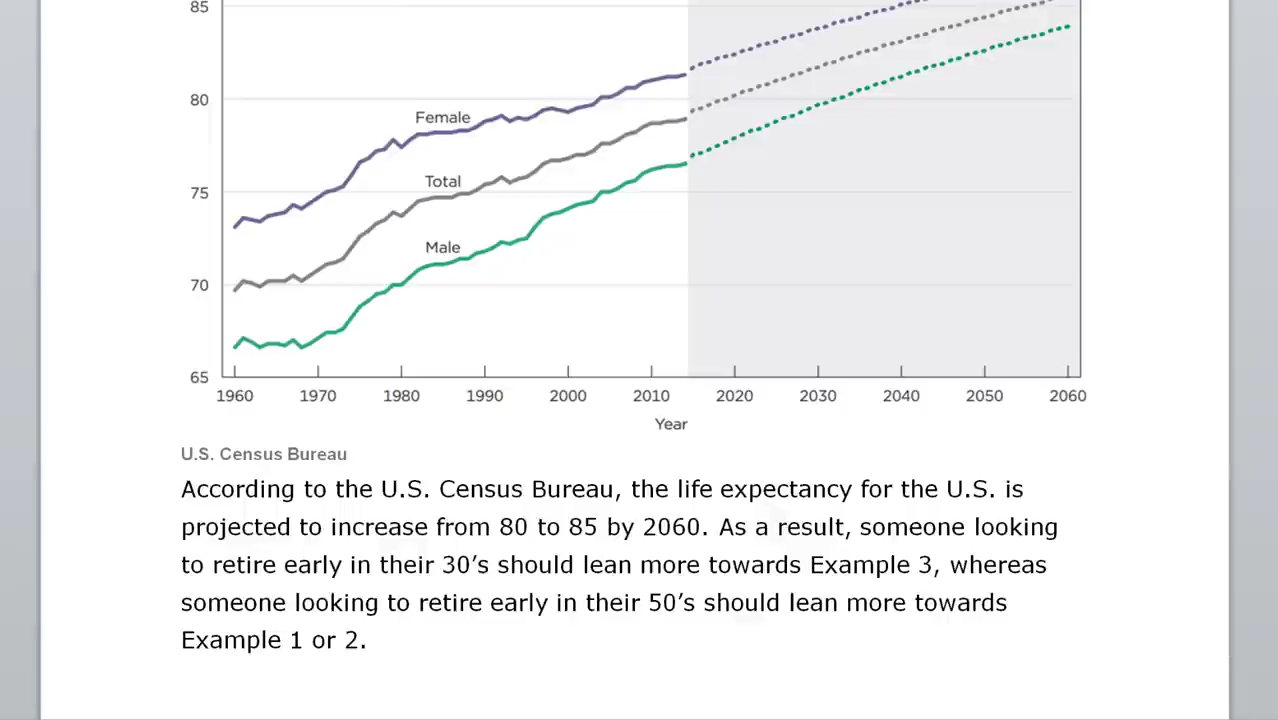 85
80
Female
Total
75
Male
70
65
1960 1970 1980 1990 2000 2010 2020 2030 2040 2050 2060
Year
U.S. Census Bureau
According to the U.S. Census Bureau, the life expectancy for the U.S. is
projected to increase from 80 to 85 by 2060. As a result, someone looking
to retire early in their 30’s should lean more towards Example 3, whereas
someone looking to retire early in their 50’s should lean more towards
Example 1 or 2.